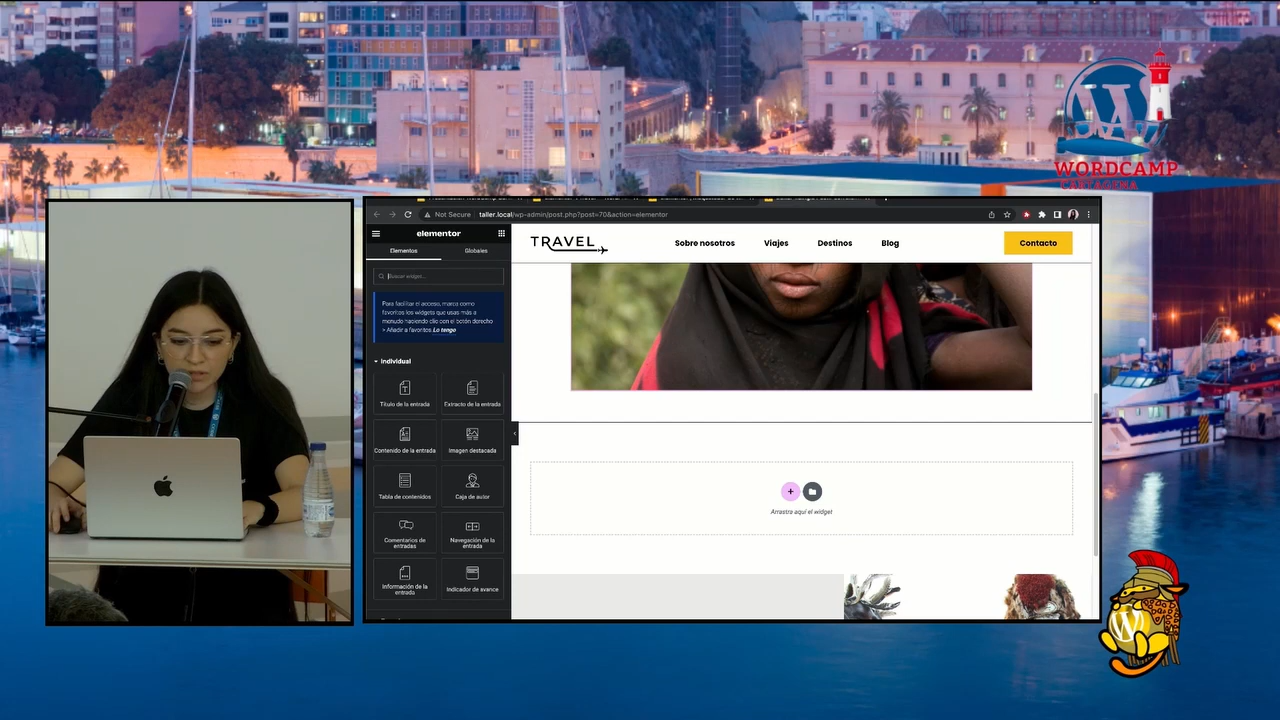 WORDCAMP
CARTAGENA
Not Secure
taller.local/wp-admin/post.php?post=70&action=elementor
elementor
Elementos
Globales
Buscar widget...
Para facilitar el acceso, marca como
favoritos los widgets que usas más a
menudo haciendo clic con el botón derecho
> Añadir a favoritos Lo tengo
Individual
Título de la entrada
Extracto de la entrada
Contenido de la entrada
Imagen destacada
Tabla de contenidos
Caja de autor
Comentarios de
entradas
Navegación de la
entrada
Información de la
entrada
Indicador de avance
TRAVEL
Sobre nosotros
Viajes
Destinos
Blog
Contacto
Arrastra aquí el widget